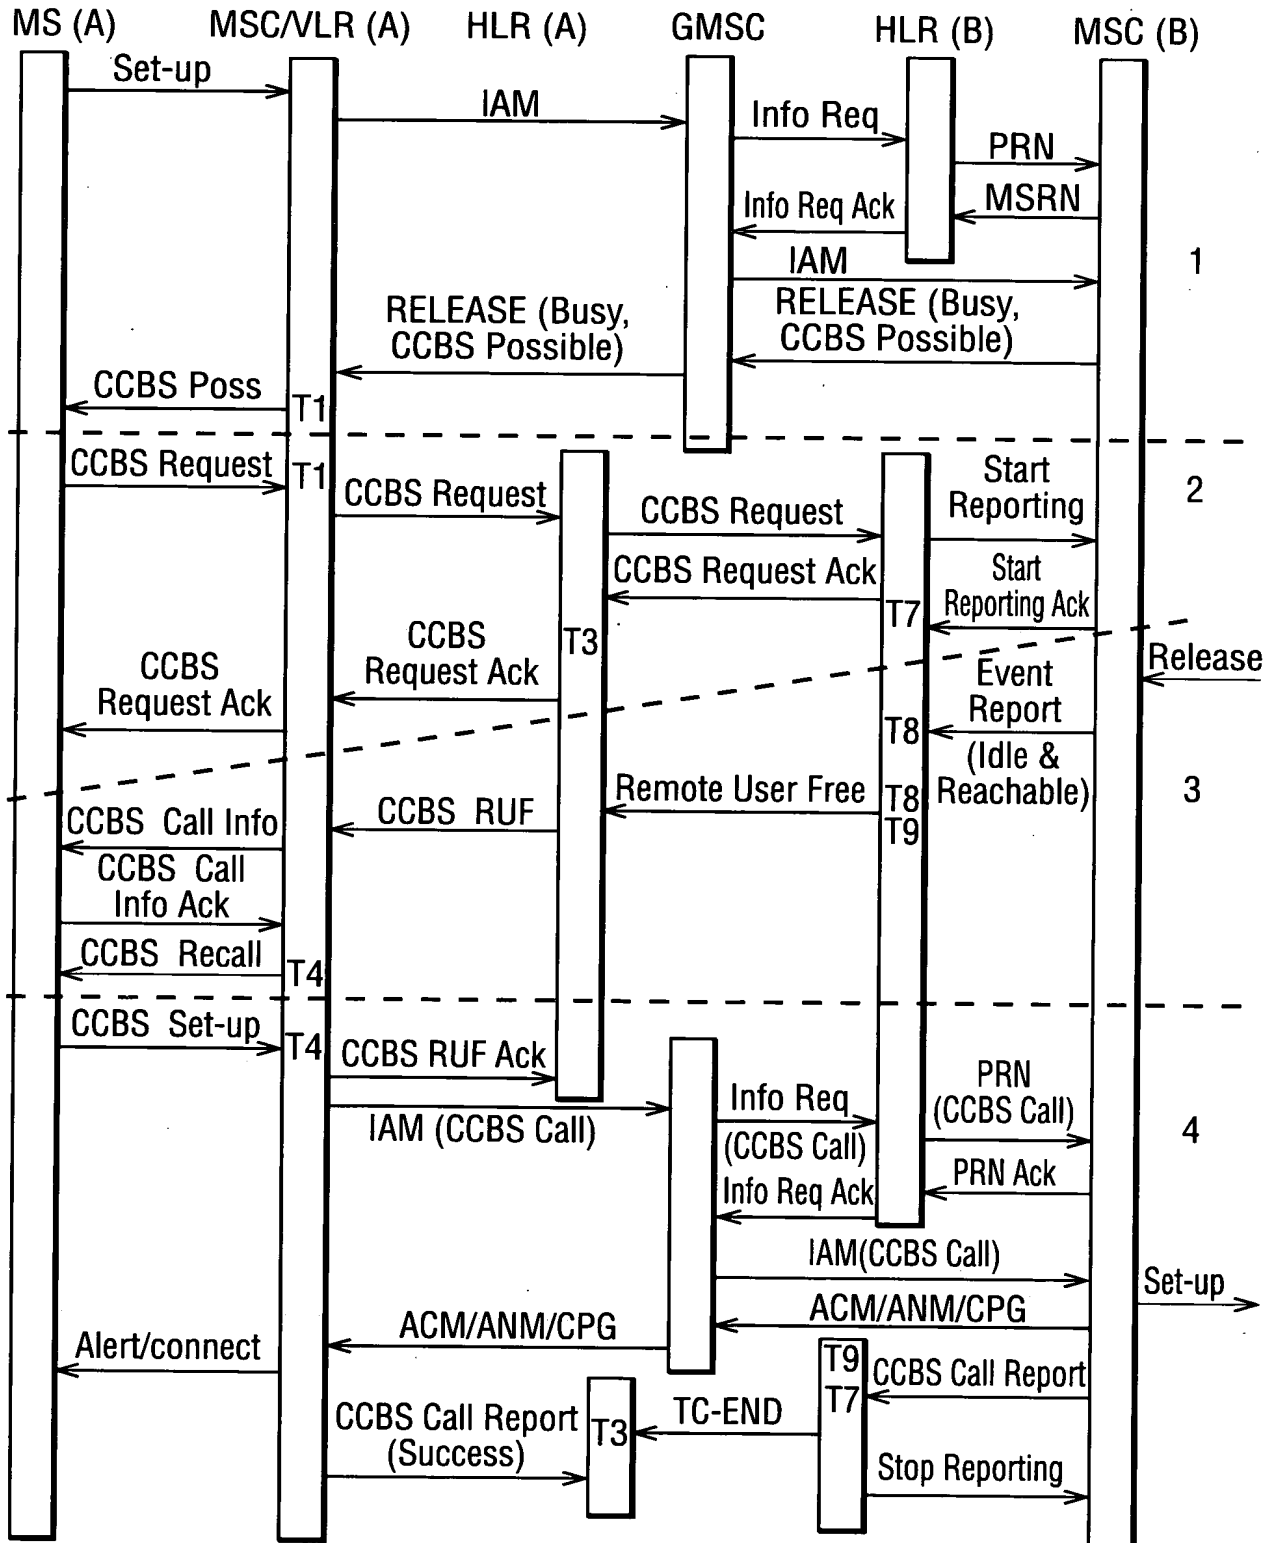 MS (A)
MSC/VLR (A)
HLR (A)
GMSC
HLR (B)
MSC (B)
Set-up
IAM
Info Req
PRN
MSRN
Info Req Ack
IAM
1
RELEASE (Busy,
CCBS Possible)
RELEASE (Busy,
CCBS Possible)
CCBS Poss
T1
CCBS Request
T1
CCBS Request
CCBS Request
Start
Reporting
2
CCBS Request Ack
Start
Reporting Ack
T7
T3
CCBS
Request Ack
CCBS
Request Ack
Release
Event
Report
(Idle &
Reachable)
T8
Remote User Free
T8
T9
3
CCBS RUF
CCBS Call Info
CCBS Call
Info Ack
CCBS Recall
T4
CCBS Set-up
T4
CCBS RUF Ack
IAM (CCBS Call)
Info Req
(CCBS Call)
PRN
(CCBS Call)
4
PRN Ack
Info Req Ack
IAM(CCBS Call)
Set-up
ACM/ANM/CPG
ACM/ANM/CPG
Alert/connect
T9
T7
CCBS Call Report
TC-END
CCBS Call Report
(Success)
T3
Stop Reporting